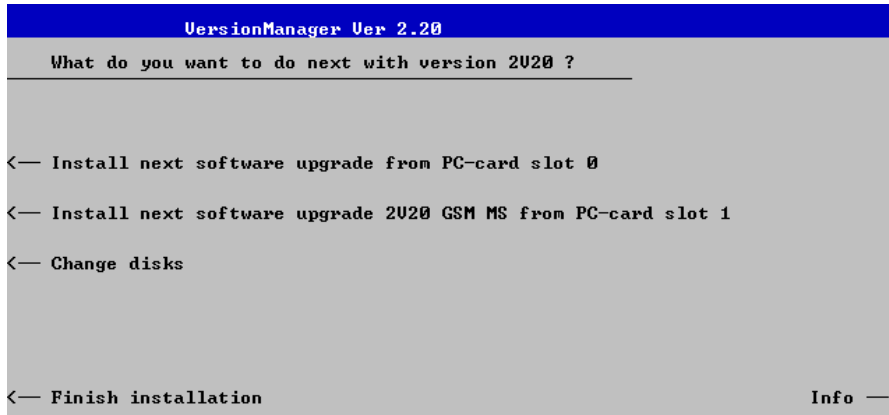 VersionManager Ver 2.20
What do you want to do next with version 2V20 ?
<── Install next software upgrade from PC-card slot 0
<── Install next software upgrade 2V20 GSM MS from PC-card slot 1
<── Change disks
<── Finish installation Info ──